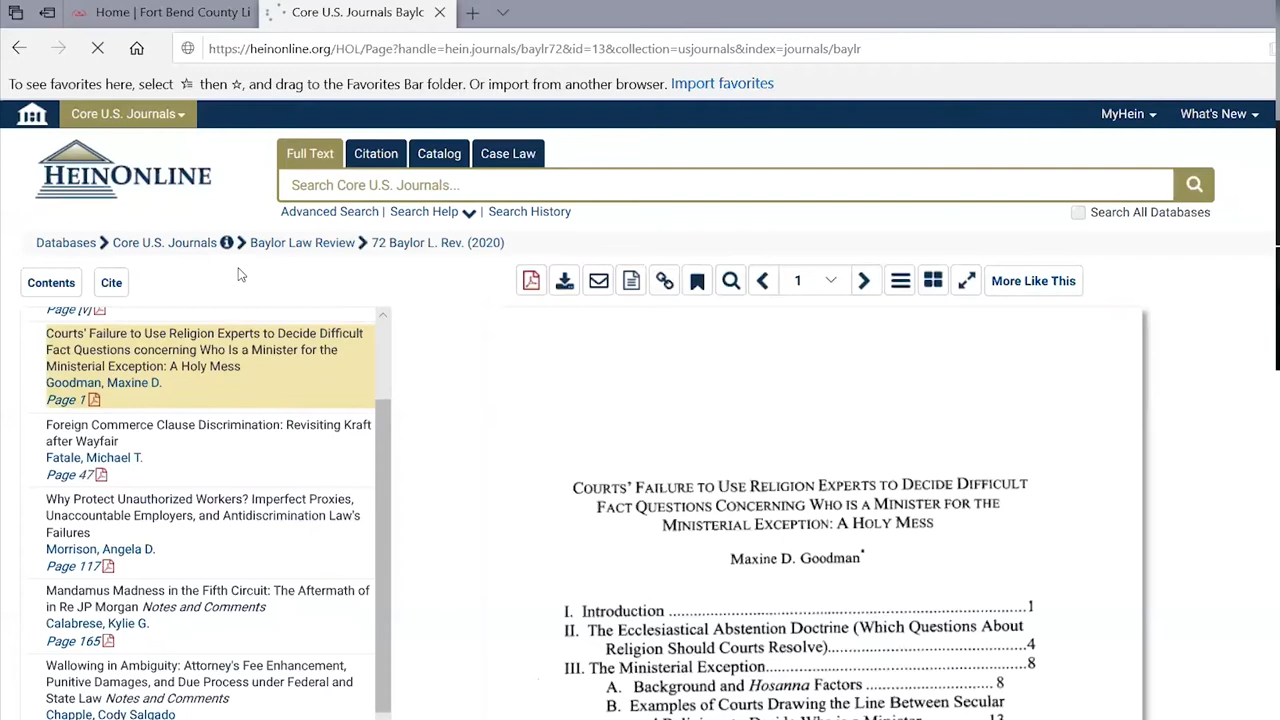 Home | Fort Bend County Li
Core U.S. Journals Baylo
https://heinonline.org/HOL/Page?handle=hein.journals/baylr72&id=13&collection=usjournals&index=journals/baylr
To see favorites here, select then ☆, and drag to the Favorites Bar folder. Or import from another browser. Import favorites
Core U.S. Journals
MyHein
What's New
HEINONLINE
Full Text
Citation
Catalog
Case Law
Search Core U.S. Journals...
Advanced Search | Search Help | Search History
Search All Databases
Databases > Core U.S. Journals > Baylor Law Review > 72 Baylor L. Rev. (2020)
Contents
Cite
1
More Like This
Page [v]
Courts' Failure to Use Religion Experts to Decide Difficult
Fact Questions concerning Who Is a Minister for the
Ministerial Exception: A Holy Mess
Goodman, Maxine D.
Page 1
Foreign Commerce Clause Discrimination: Revisiting Kraft
after Wayfair
Fatale, Michael T.
Page 47
Why Protect Unauthorized Workers? Imperfect Proxies,
Unaccountable Employers, and Antidiscrimination Law's
Failures
Morrison, Angela D.
Page 117
Mandamus Madness in the Fifth Circuit: The Aftermath of
in Re JP Morgan Notes and Comments
Calabrese, Kylie G.
Page 165
Wallowing in Ambiguity: Attorney's Fee Enhancement,
Punitive Damages, and Due Process under Federal and
State Law Notes and Comments
Chapple, Cody Salgado
COURTS' FAILURE TO USE RELIGION EXPERTS TO DECIDE DIFFICULT
FACT QUESTIONS CONCERNING WHO IS A MINISTER FOR THE
MINISTERIAL EXCEPTION: A HOLY MESS
Maxine D. Goodman*
I. Introduction ...1
II. The Ecclesiastical Abstention Doctrine (Which Questions About
Religion Should Courts Resolve)...4
III. The Ministerial Exception...8
A. Background and Hosanna Factors ...8
B. Examples of Courts Drawing the Line Between Secular